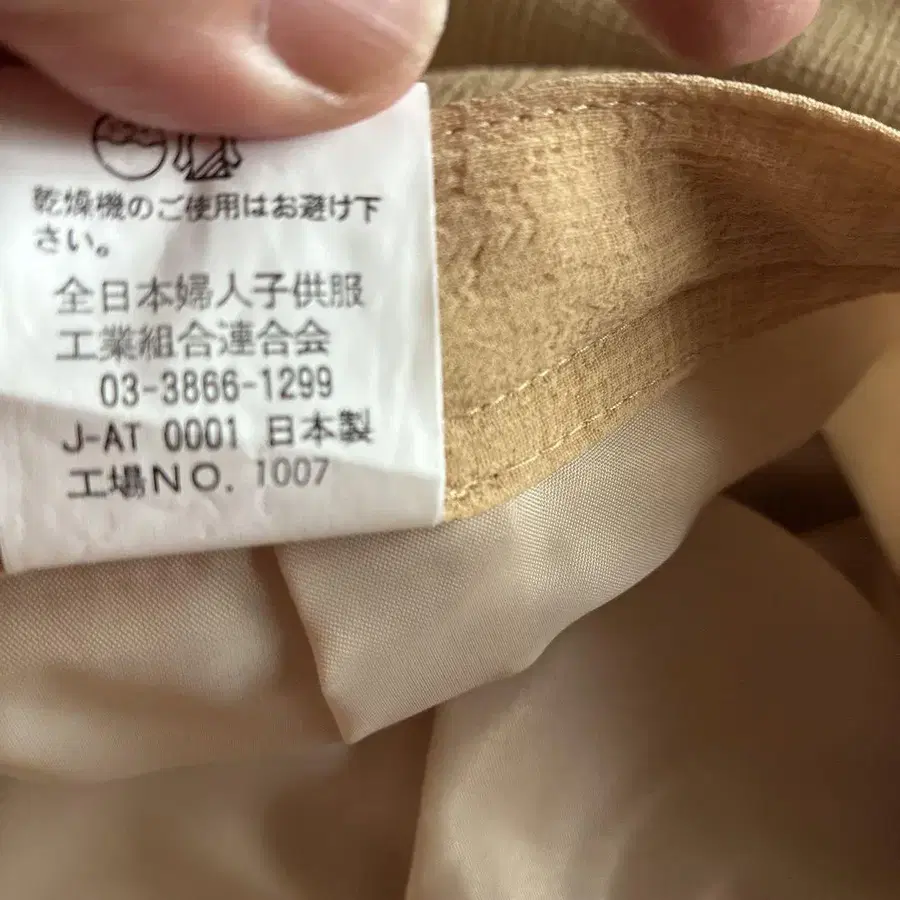 乾燥機のご使用はお避け下
さい。
全日本婦人子供服
工業組合連合会
03-3866-1299
J-AT 0001 日本製
工場NO. 1007